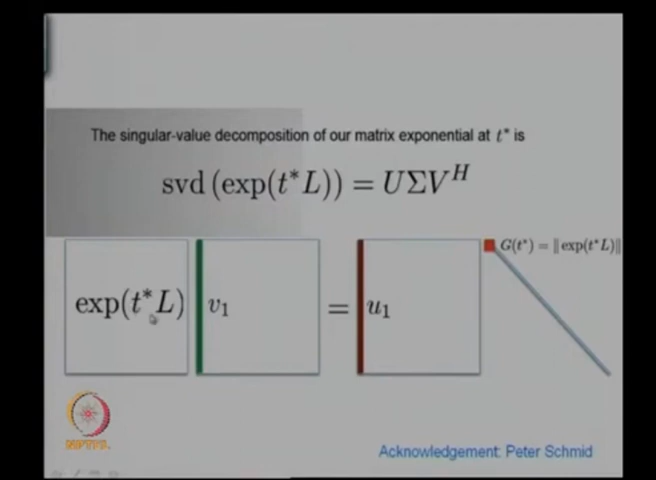 The singular-value decomposition of our matrix exponential at t* is
svd (exp(t*L)) = UΣV^H
G(t*) = ‖exp(t*L)‖
exp(t*L) v₁ = u₁
NPTEL
Acknowledgement: Peter Schmid